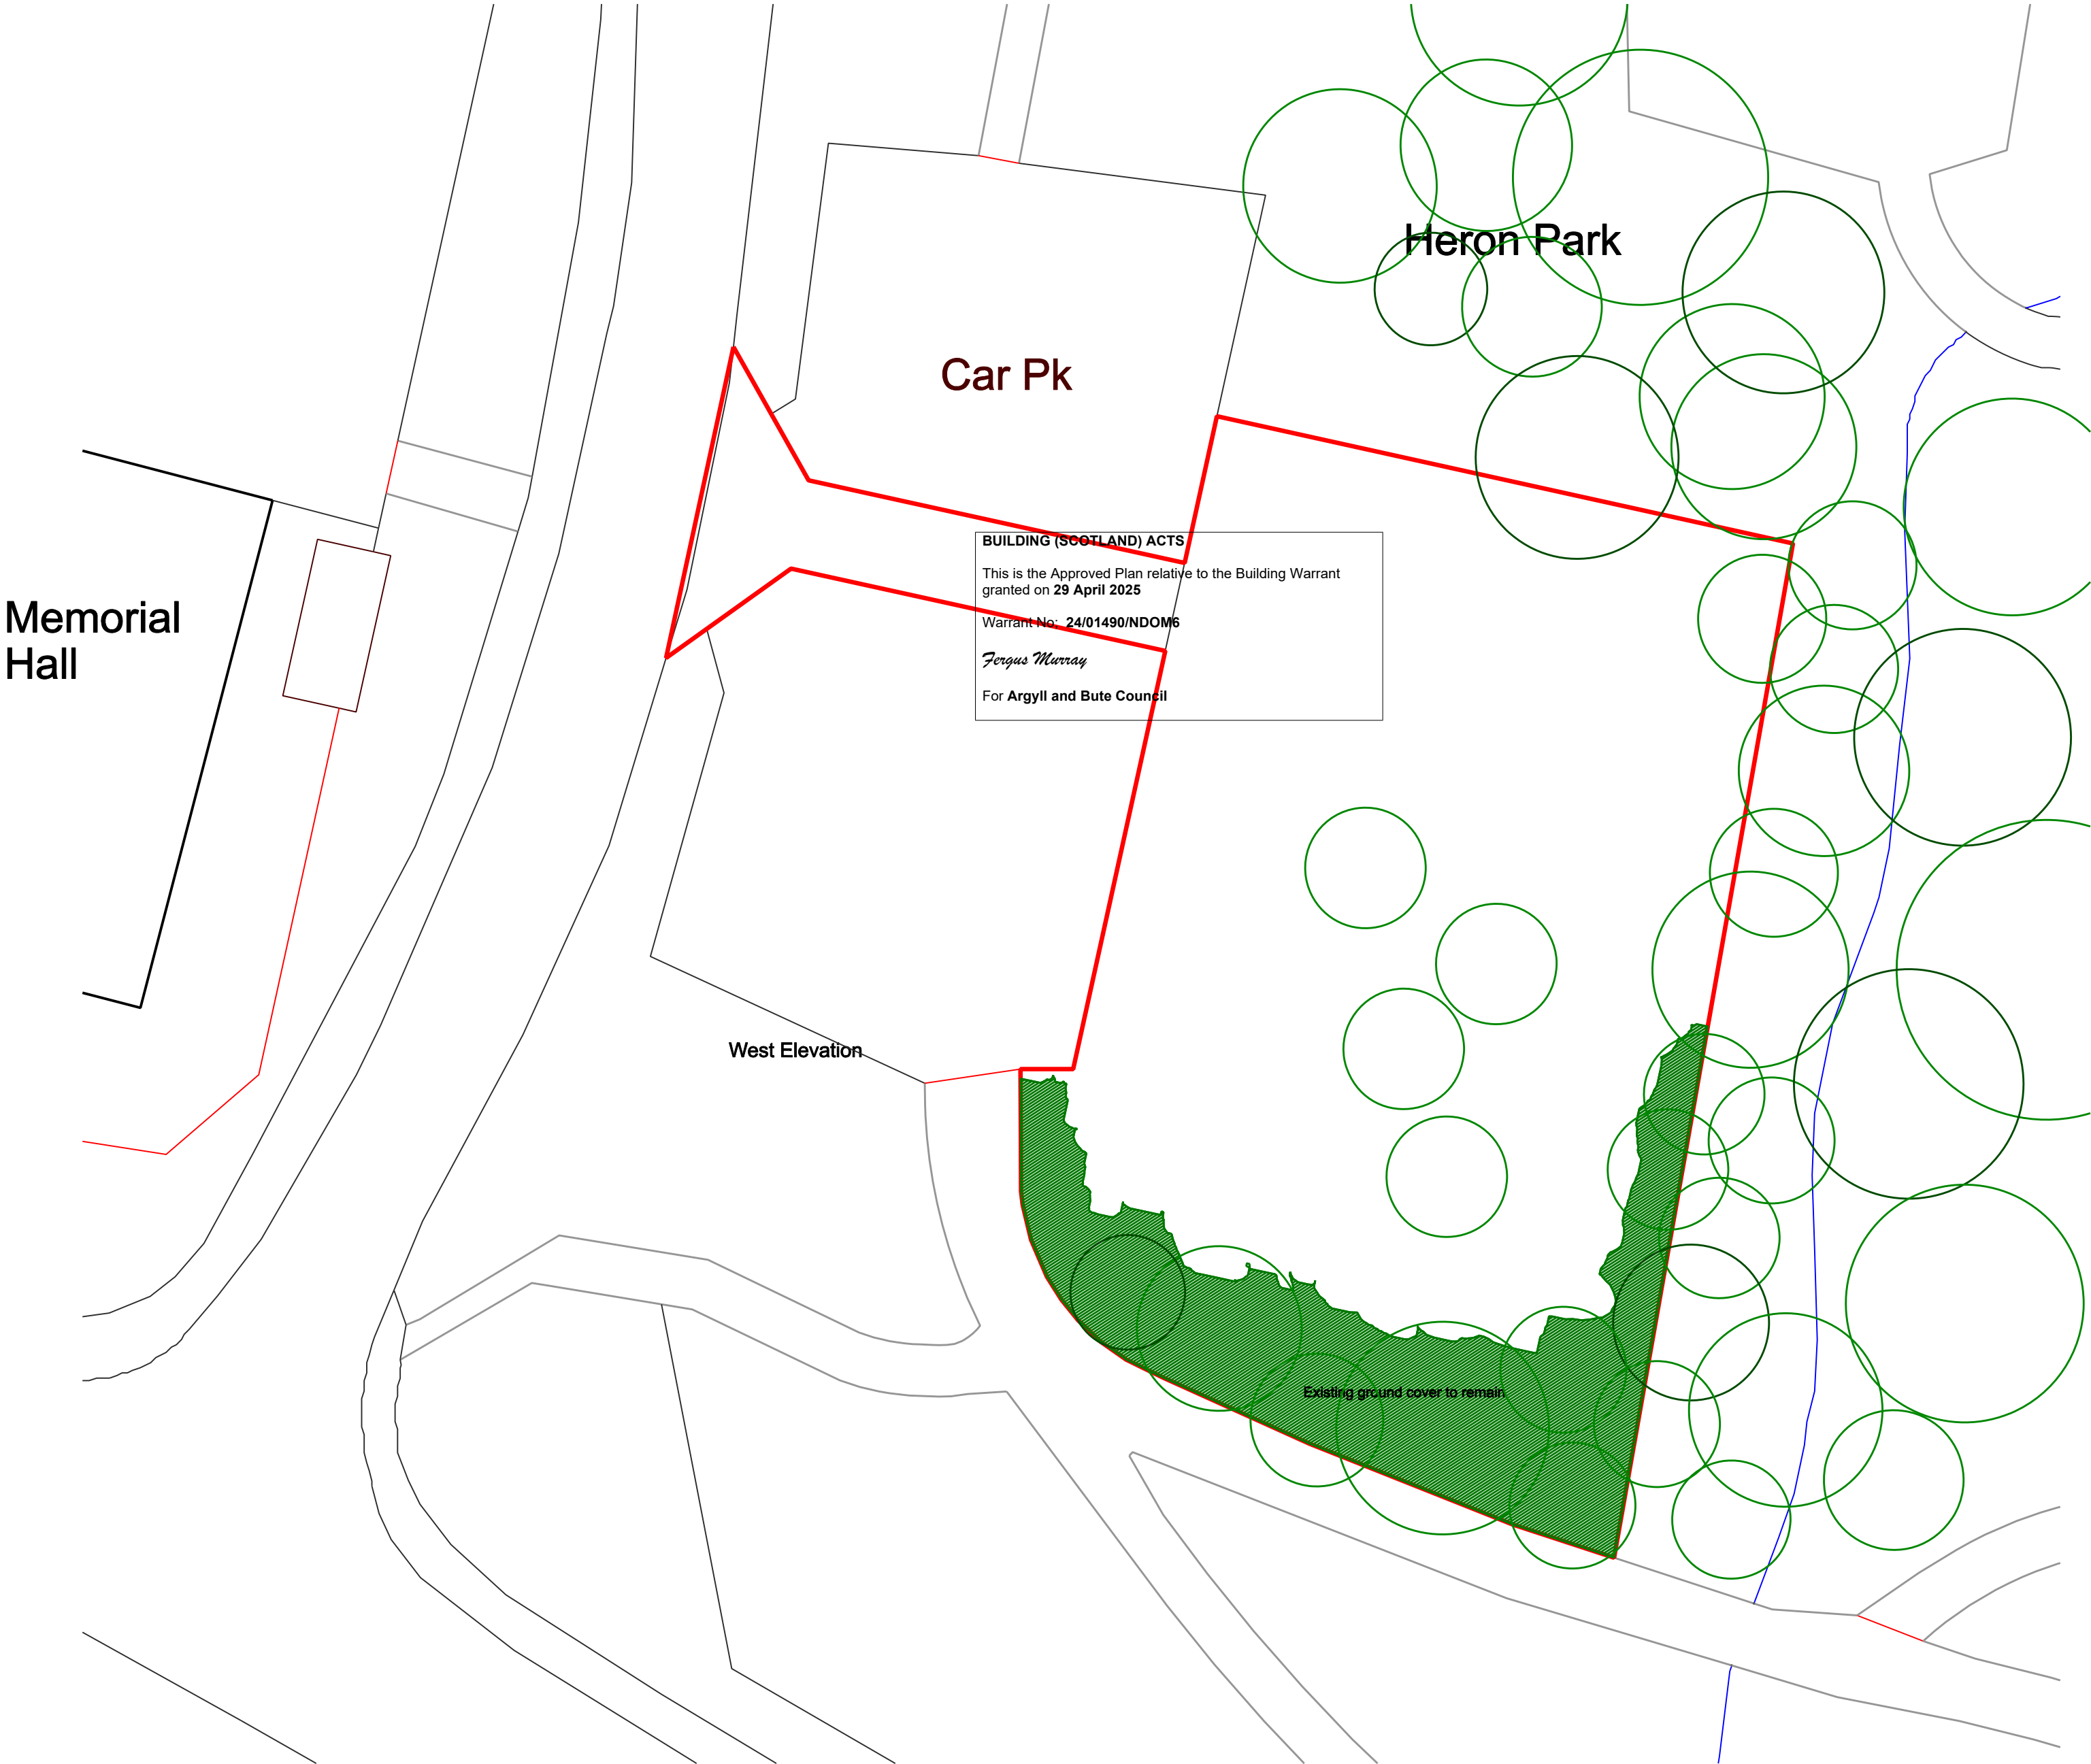 Heron Park
Car Pk
BUILDING (SCOTLAND) ACTS
This is the Approved Plan relative to the Building Warrant
granted on 29 April 2025
Warrant No: 24/01490/NDOM6
Fergus Murray
For Argyll and Bute Council
Memorial
Hall
West Elevation
Existing ground cover to remain